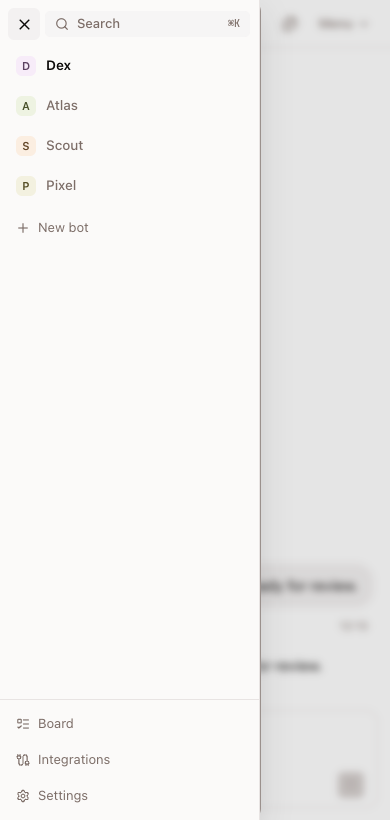 Search ⌘K
D Dex
A Atlas
S Scout
P Pixel
New bot
Board
Integrations
Settings